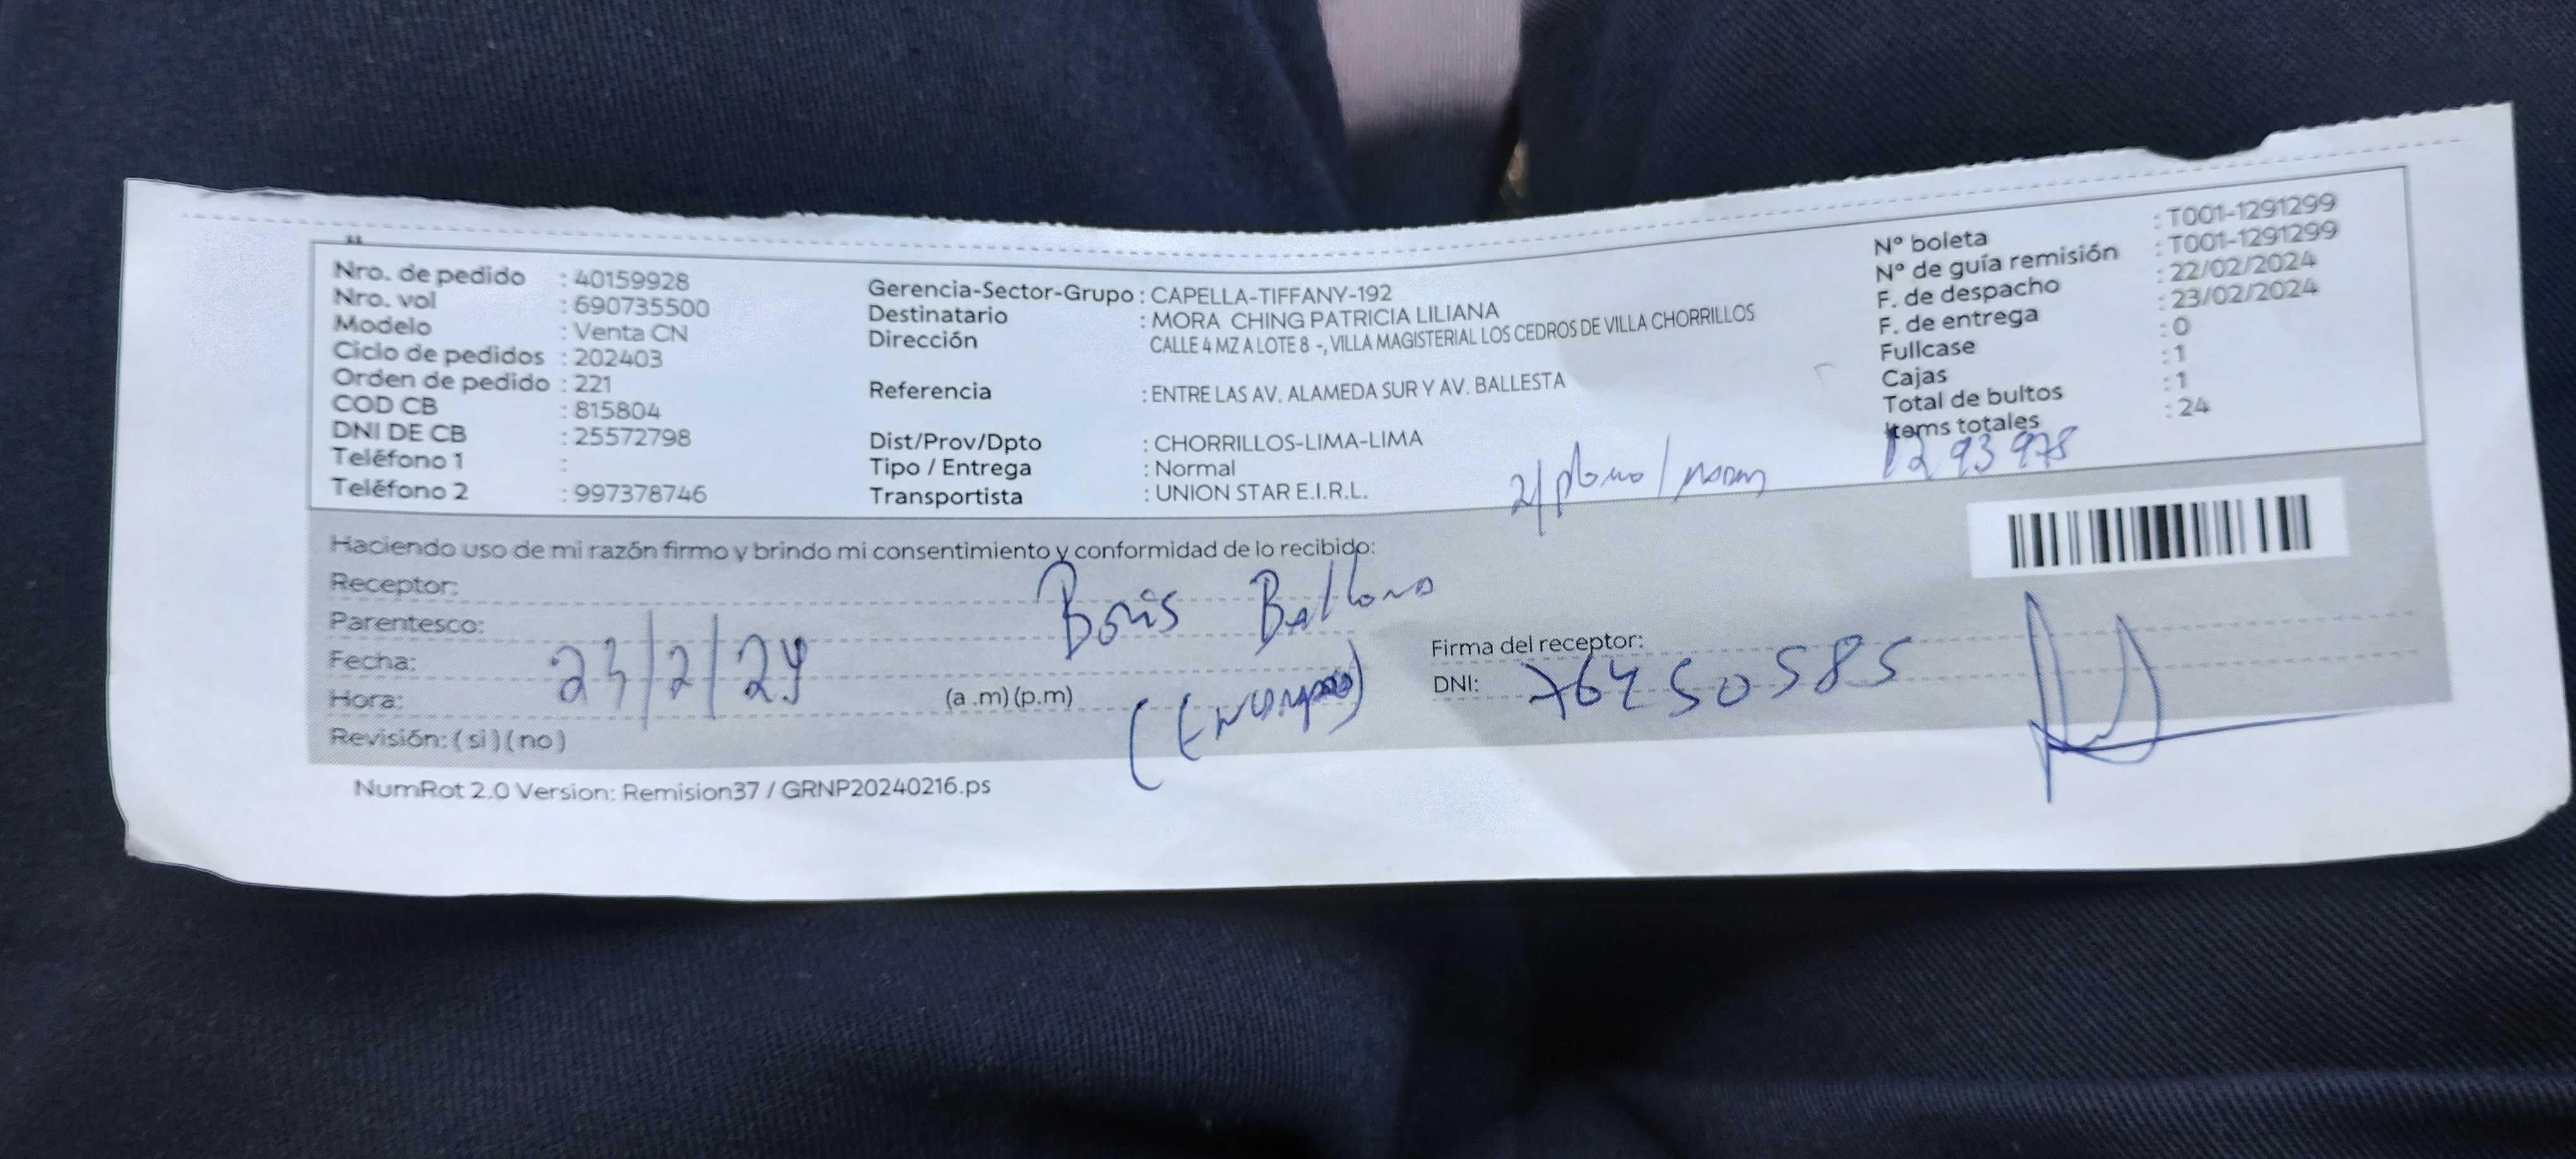 Nro. de pedido : 40159928
Nro. vol : 690735500
Modelo : Venta CN
Ciclo de pedidos : 202403
Orden de pedido : 221
COD CB : 815804
DNI DE CB : 25572798
Teléfono 1 :
Teléfono 2 : 997378746
Gerencia-Sector-Grupo : CAPELLA-TIFFANY-192
Destinatario : MORA CHING PATRICIA LILIANA
Dirección CALLE 4 MZ A LOTE 8 -, VILLA MAGISTERIAL LOS CEDROS DE VILLA CHORRILLOS
Referencia : ENTRE LAS AV. ALAMEDA SUR Y AV. BALLESTA
Dist/Prov/Dpto : CHORRILLOS-LIMA-LIMA
Tipo / Entrega : Normal
Transportista : UNION STAR E.I.R.L.
Nº boleta : T001-1291299
Nº de guía remisión : T001-1291299
F. de despacho : 22/02/2024
F. de entrega : 23/02/2024
Fullcase : 0
Cajas : 1
Total de bultos : 1
Items totales : 24
1293978
Haciendo uso de mi razón firmo y brindo mi consentimiento y conformidad de lo recibido:
Receptor: Boris
Parentesco:
Fecha: 23/2/24
Hora: (a .m) (p.m)
Revisión: ( si ) ( no )
Firma del receptor:
DNI: 76450585
NumRot 2.0 Version: Remision37 / GRNP20240216.ps